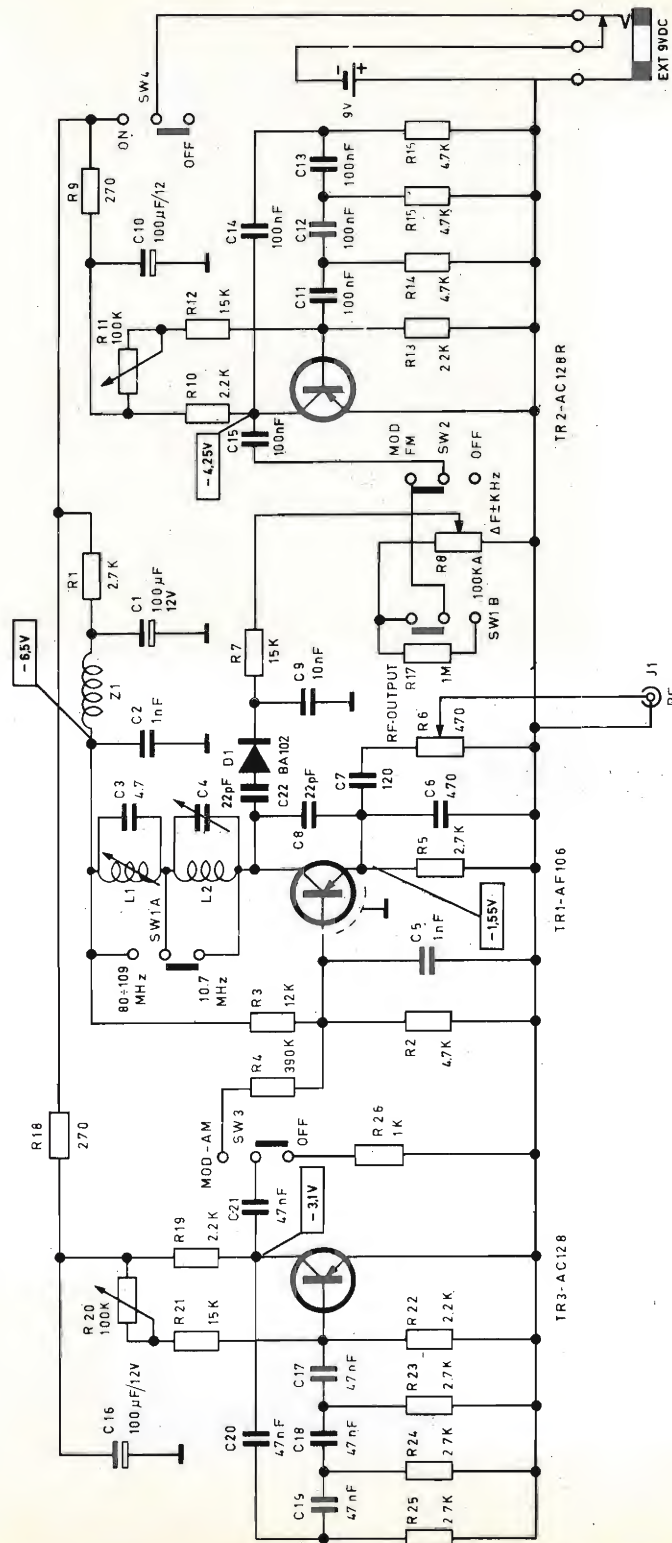 C16
100µF/12V
R20
100K
R21
15K
R19
2.2K
C20
47nF
C21
47nF
-3,1V
C19
47nF
C18
47nF
C17
47nF
R25
2.7K
R24
2.7K
R23
2.7K
R22
2.2K
TR3-AC128
R18
270
MOD-AM
SW3
OFF
R26
1K
R4
390K
R3
12K
R2
4.7K
C5
1nF
80÷109
MHz
SW1A
10.7
MHz
L1
L2
C3
4.7
C4
-6,5V
C2
1nF
Z1
C1
100µF
12V
R1
2.7K
22pF
C22
D1
BA102
C8
22pF
C9
10nF
R7
15K
C7
120
C6
470
R5
2.7K
-1,55V
TR1-AF106
RF-OUTPUT
R6
470
J1
RF
R17
1M
SW1B
R8
100KA
ΔF±KHz
MOD
FM
SW2
OFF
-4,25V
C15
100nF
R11
100K
R10
2.2K
R12
15K
C10
100µF/12
R9
270
C14
100nF
C11
100nF
C12
100nF
C13
100nF
R13
2.2K
R14
4.7K
R15
4.7K
R16
4.7K
TR2-AC128R
ON
SW4
OFF
-
+
9V
EXT 9VDC